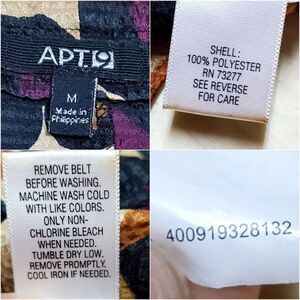 APT.9
M
Made in
Philippines
SHELL:
100% POLYESTER
RN 73277
SEE REVERSE
FOR CARE
REMOVE BELT
BEFORE WASHING.
MACHINE WASH COLD
WITH LIKE COLORS.
ONLY NON-
CHLORINE BLEACH
WHEN NEEDED.
TUMBLE DRY LOW.
REMOVE PROMPTLY.
COOL IRON IF NEEDED.
400919328132